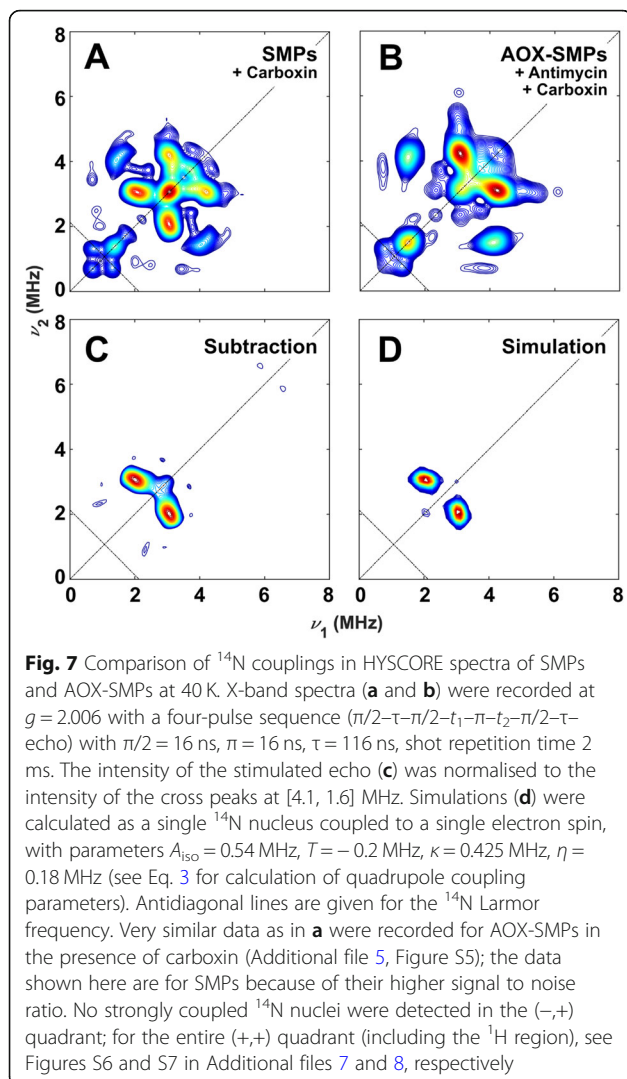 8
6
4
2
0
A
SMPs
+ Carboxin
B
AOX-SMPs
+ Antimycin
+ Carboxin
ν2 (MHz)
8
6
4
2
0
C
Subtraction
D
Simulation
0 2 4 6 8
0 2 4 6 8
ν1 (MHz)
Fig. 7 Comparison of 14N couplings in HYSCORE spectra of SMPs
and AOX-SMPs at 40 K. X-band spectra (a and b) were recorded at
g = 2.006 with a four-pulse sequence (π/2–τ–π/2–t1–π–t2–π/2–τ–
echo) with π/2 = 16 ns, π = 16 ns, τ = 116 ns, shot repetition time 2
ms. The intensity of the stimulated echo (c) was normalised to the
intensity of the cross peaks at [4.1, 1.6] MHz. Simulations (d) were
calculated as a single 14N nucleus coupled to a single electron spin,
with parameters Aiso = 0.54 MHz, T = − 0.2 MHz, κ = 0.425 MHz, η =
0.18 MHz (see Eq. 3 for calculation of quadrupole coupling
parameters). Antidiagonal lines are given for the 14N Larmor
frequency. Very similar data as in a were recorded for AOX-SMPs in
the presence of carboxin (Additional file 5, Figure S5); the data
shown here are for SMPs because of their higher signal to noise
ratio. No strongly coupled 14N nuclei were detected in the (−,+)
quadrant; for the entire (+,+) quadrant (including the 1H region), see
Figures S6 and S7 in Additional files 7 and 8, respectively